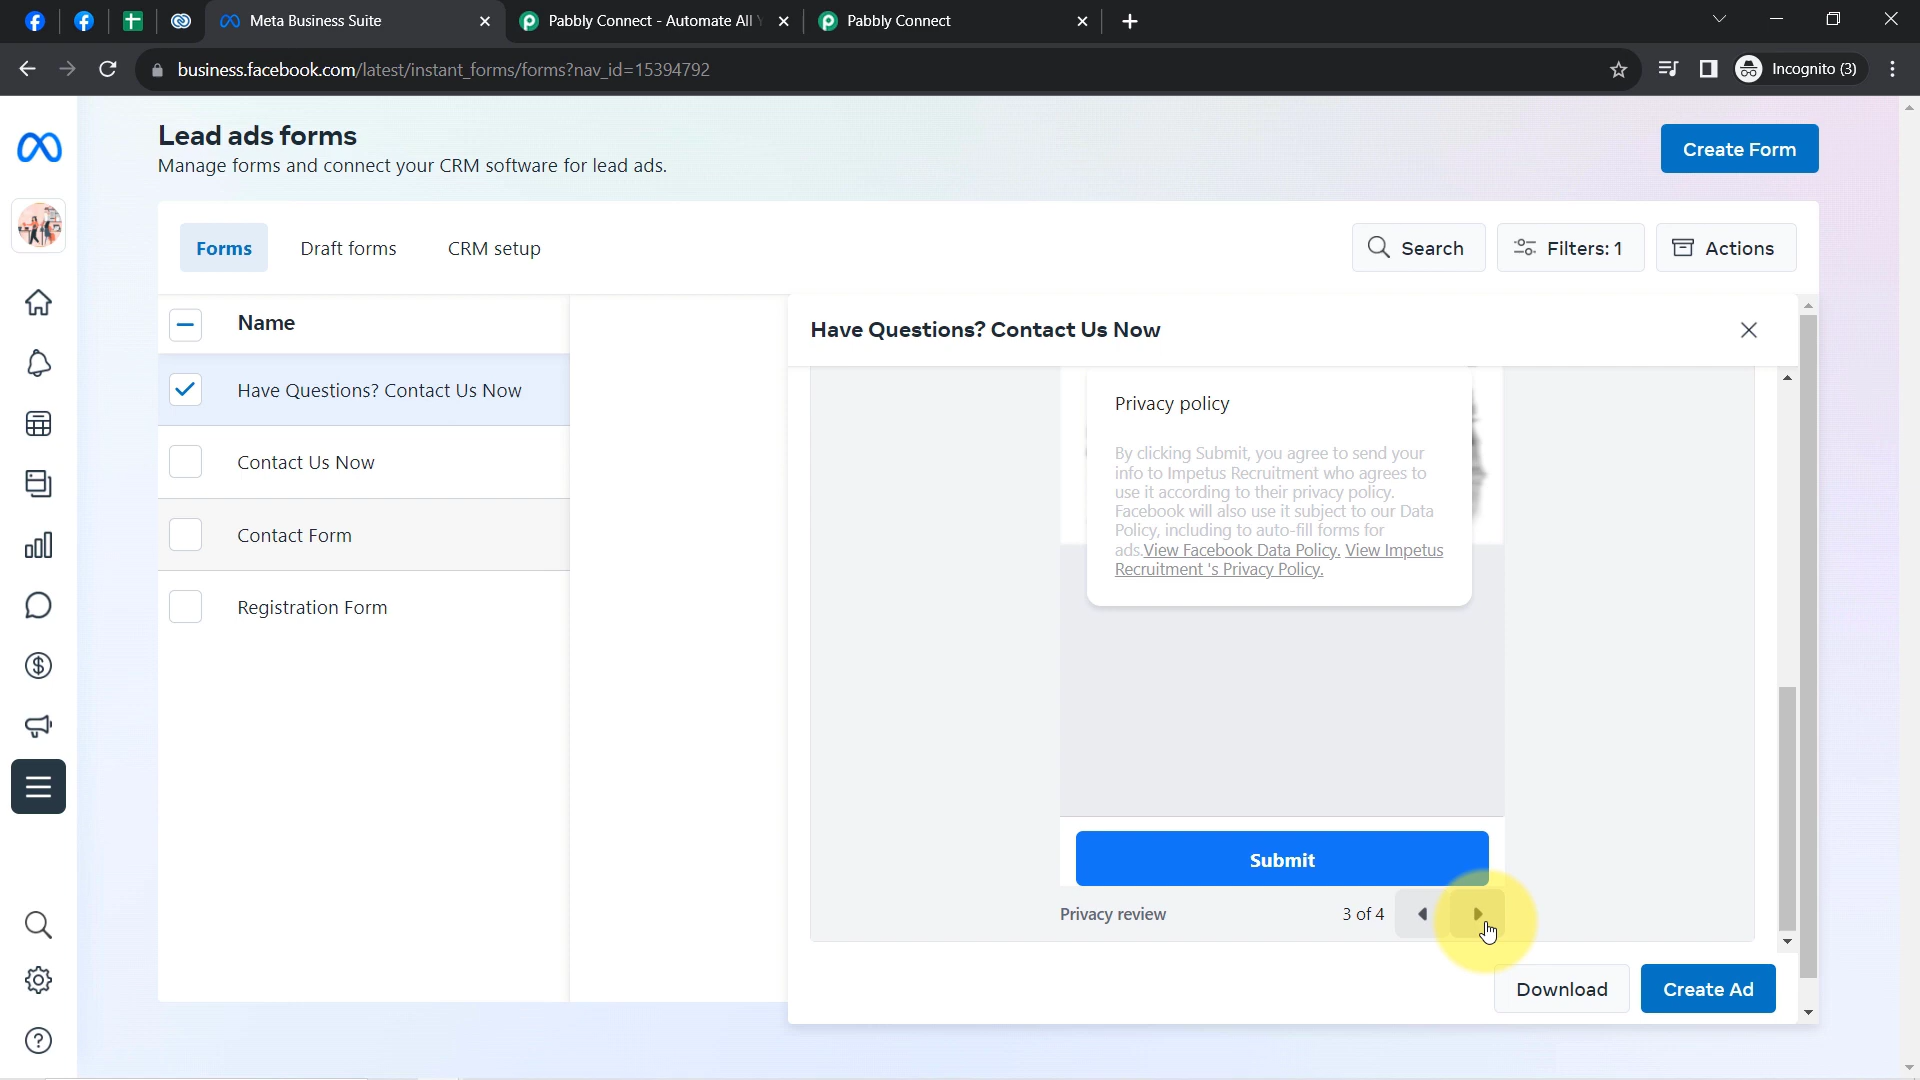 Meta Business Suite
Pabbly Connect - Automate All
Pabbly Connect
business.facebook.com/latest/instant_forms/forms?nav_id=15394792
Incognito (3)
Lead ads forms
Manage forms and connect your CRM software for lead ads.
Create Form
Forms
Draft forms
CRM setup
Search
Filters: 1
Actions
Name
Have Questions? Contact Us Now
Contact Us Now
Contact Form
Registration Form
Have Questions? Contact Us Now
Privacy policy
By clicking Submit, you agree to send your
info to Impetus Recruitment who agrees to
use it according to their privacy policy.
Facebook will also use it subject to our Data
Policy, including to auto-fill forms for
ads.View Facebook Data Policy. View Impetus
Recruitment 's Privacy Policy.
Submit
Privacy review
3 of 4
Download
Create Ad